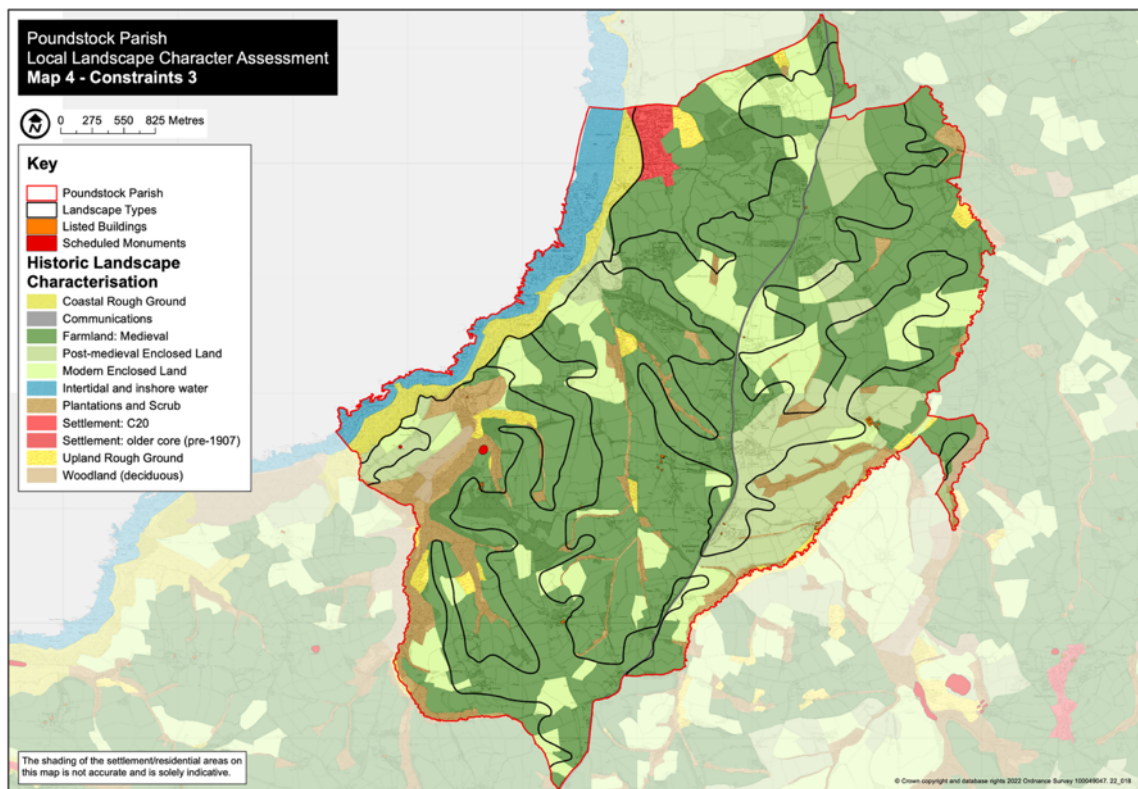 Poundstock Parish
Local Landscape Character Assessment
Map 4 - Constraints 3
N
0 275 550 825 Metres
Key
Poundstock Parish
Landscape Types
Listed Buildings
Scheduled Monuments
Historic Landscape
Characterisation
Coastal Rough Ground
Communications
Farmland: Medieval
Post-medieval Enclosed Land
Modern Enclosed Land
Intertidal and inshore water
Plantations and Scrub
Settlement: C20
Settlement: older core (pre-1907)
Upland Rough Ground
Woodland (deciduous)
The shading of the settlement/residential areas on
this map is not accurate and is solely indicative.
© Crown copyright and database rights 2022 Ordnance Survey 100049047. 22_018